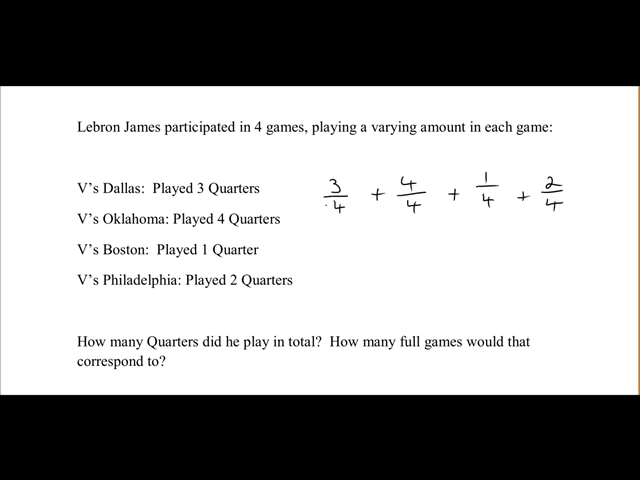 Lebron James participated in 4 games, playing a varying amount in each game:
V's Dallas: Played 3 Quarters
3/4 + 4/4 + 1/4 + 2/4
V's Oklahoma: Played 4 Quarters
V's Boston: Played 1 Quarter
V's Philadelphia: Played 2 Quarters
How many Quarters did he play in total? How many full games would that
correspond to?